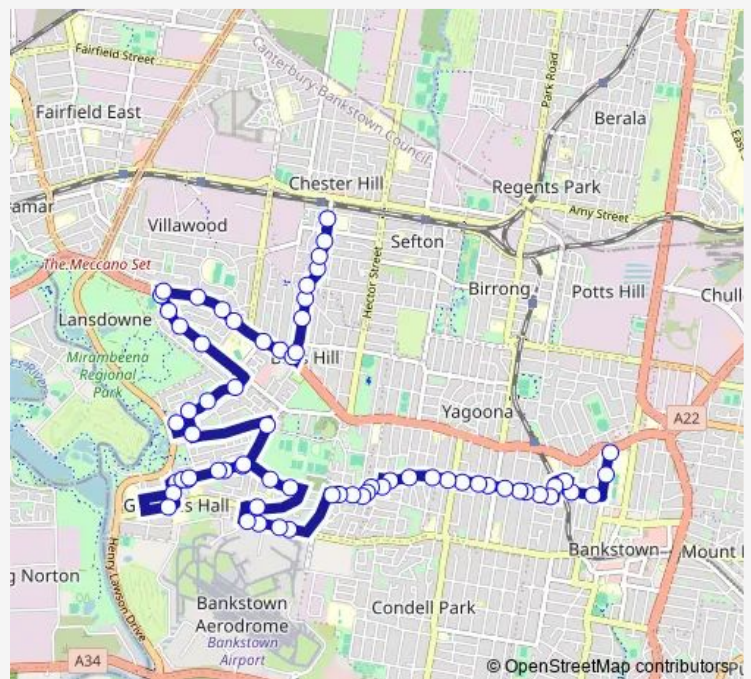 Fairfield Street
Canterbury-Bankstown Council
Park Road
Fairfield East
Berala
Chester Hill
Regents Park
Amy Street
Villawood
Sefton
The Meccano Set
Hector Street
Birrong
Potts Hill
Lansdowne
Mirambeena
Regional
Park
Hill
Yagoona
A22
Hall
Bankstown
Henry Lawson Drive
Norton
Bankstown
Aerodrome
Condell Park
Bankstown
Airport
A34
© OpenStreetMap contributors